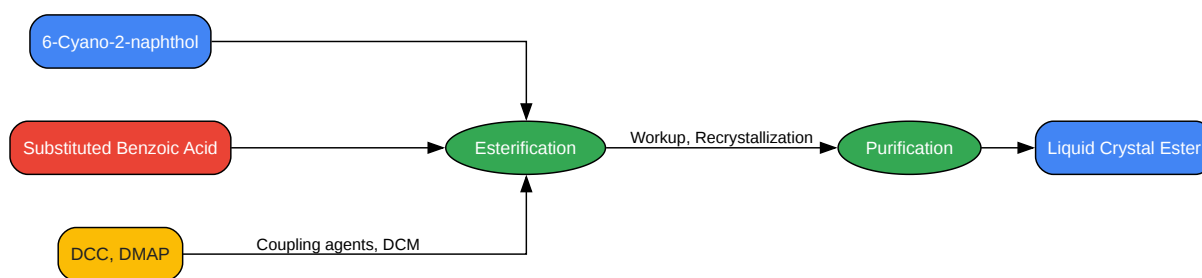 6-Cyano-2-naphthol
Substituted Benzoic Acid
Esterification
Workup, Recrystallization
Purification
Liquid Crystal Ester
DCC, DMAP
Coupling agents, DCM